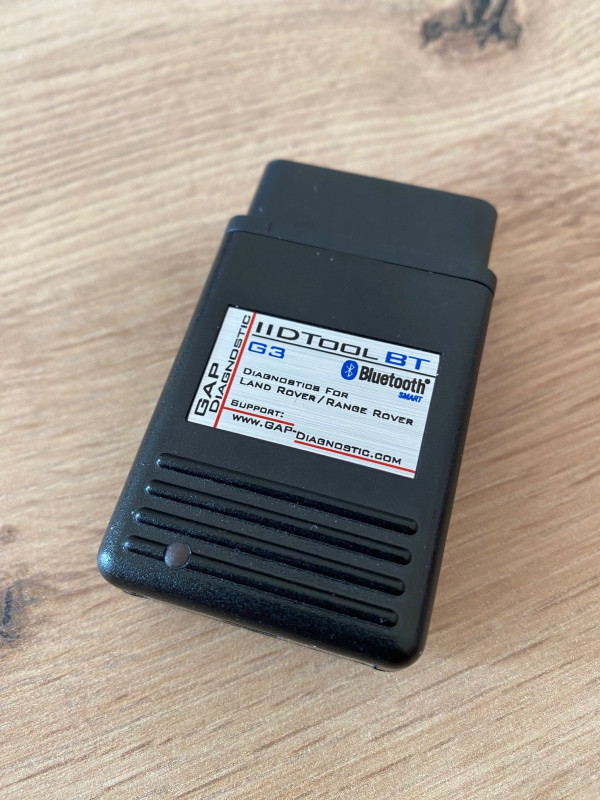 GAP
DIAGNOSTIC
IIDTOOL BT
G3
Bluetooth®
SMART
DIAGNOSTICS FOR
LAND ROVER / RANGE ROVER
SUPPORT:
WWW.GAP-DIAGNOSTIC.COM